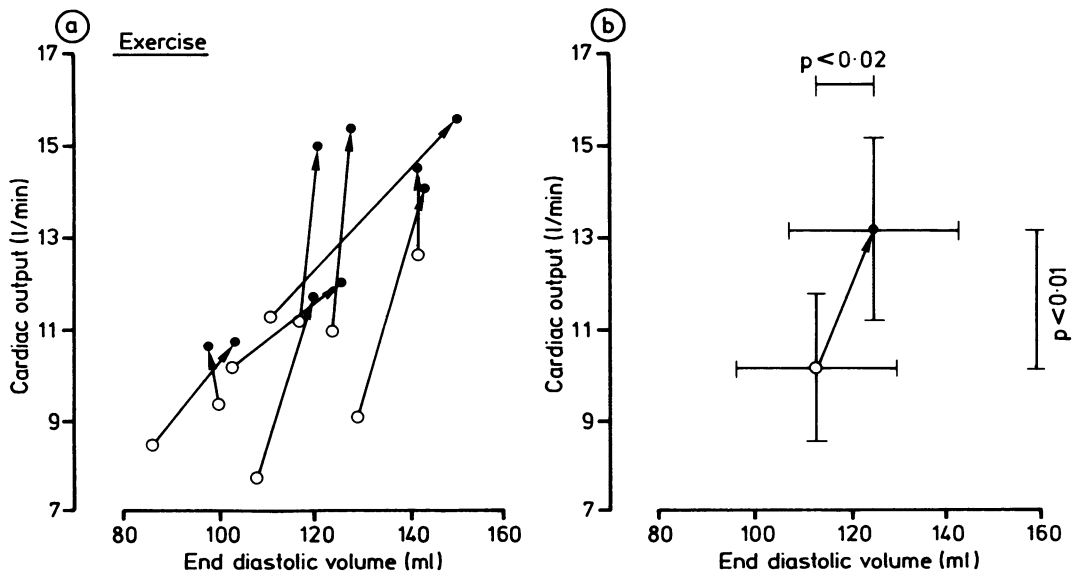 a
Exercise
17
15
13
11
9
7
Cardiac output (l/min)
80 100 120 140 160
End diastolic volume (ml)
b
p<0·02
17
15
13
11
9
7
Cardiac output (l/min)
p<0·01
80 100 120 140 160
End diastolic volume (ml)